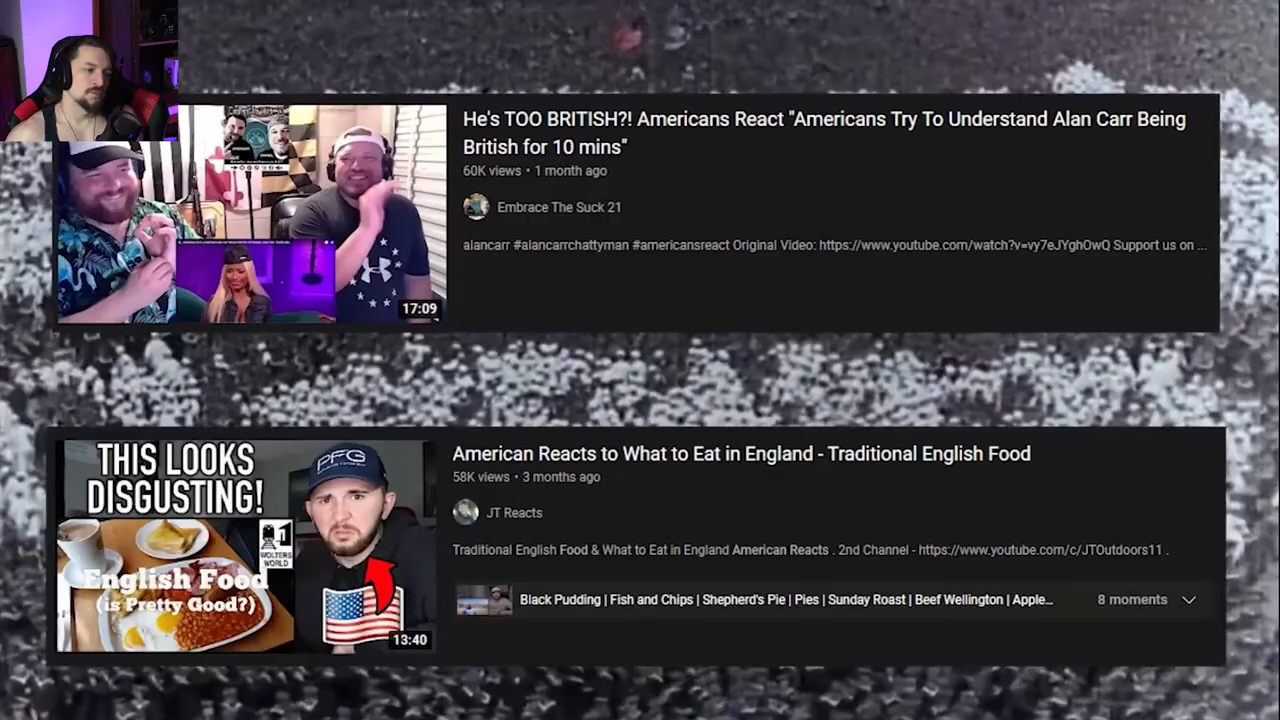 He's TOO BRITISH?! Americans React "Americans Try To Understand Alan Carr Being
British for 10 mins"
60K views • 1 month ago
Embrace The Suck 21
alancarr #alancarrchattyman #americansreact Original Video: https://www.youtube.com/watch?v=vy7eJYghOwQ Support us on ...
17:09
THIS LOOKS
DISGUSTING!
PFG
WOLTERS
WORLD
English Food
(is Pretty Good?)
13:40
American Reacts to What to Eat in England - Traditional English Food
58K views • 3 months ago
JT Reacts
Traditional English Food & What to Eat in England American Reacts . 2nd Channel - https://www.youtube.com/c/JTOutdoors11 .
Black Pudding | Fish and Chips | Shepherd's Pie | Pies | Sunday Roast | Beef Wellington | Apple...
8 moments